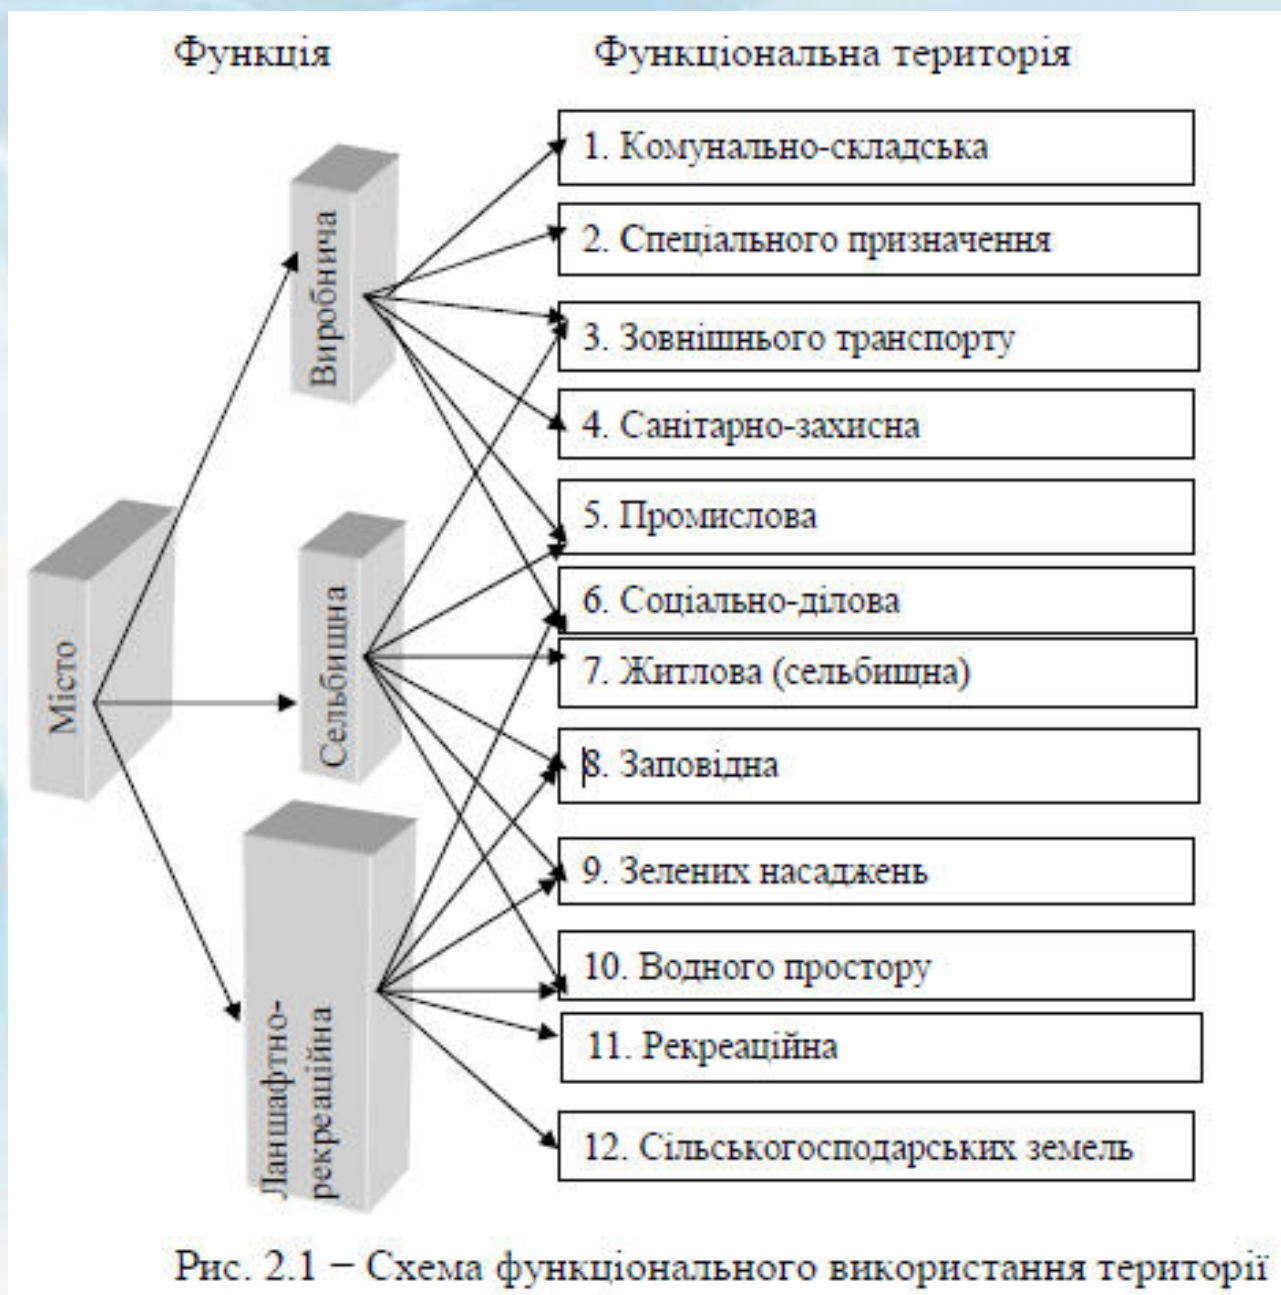 Функція
Функціональна територія
Виробнича
Сельбищна
Місто
Ланшафтно-
рекреаційна
1. Комунально-складська
2. Спеціального призначення
3. Зовнішнього транспорту
4. Санітарно-захисна
5. Промислова
6. Соціально-ділова
7. Житлова (сельбищна)
8. Заповідна
9. Зелених насаджень
10. Водного простору
11. Рекреаційна
12. Сільськогосподарських земель
Рис. 2.1 – Схема функціонального використання території